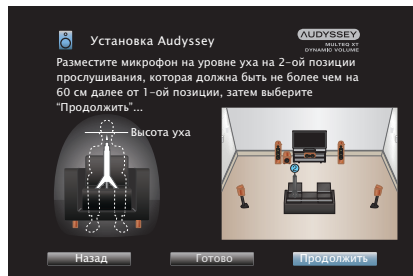 Установка Audyssey
AUDYSSEY
MULTEQ XT
DYNAMIC VOLUME
Разместите микрофон на уровне уха на 2-ой позиции
прослушивания, которая должна быть не более чем на
60 см далее от 1-ой позиции, затем выберите
“Продолжить”...
Высота уха
2
Назад
Готово
Продолжить